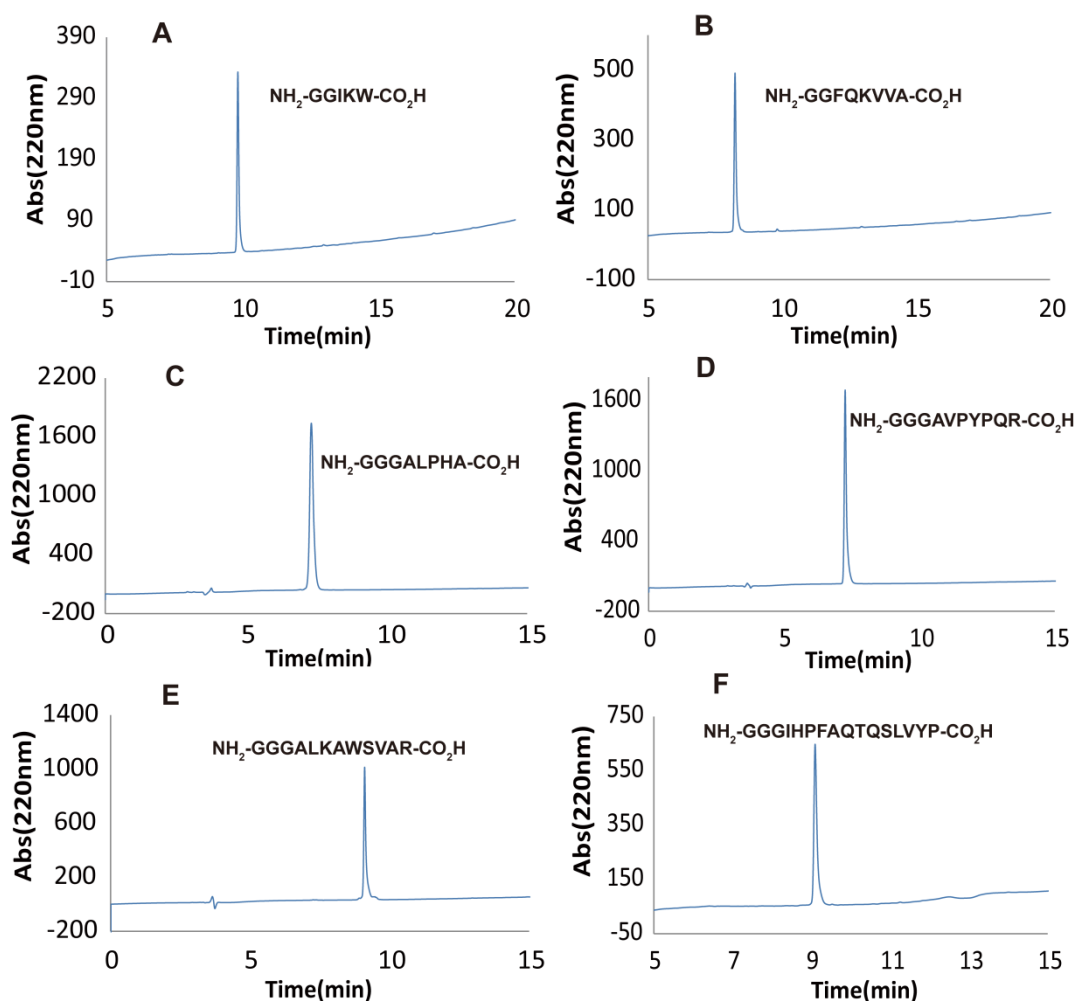 A
390
290
190
90
-10
Abs(220nm)
NH₂-GGIKW-CO₂H
5 10 15 20
Time(min)
B
500
300
100
-100
Abs(220nm)
NH₂-GGFQKVVA-CO₂H
5 10 15 20
Time(min)
C
2200
1600
1000
400
-200
Abs(220nm)
NH₂-GGGALPHA-CO₂H
0 5 10 15
Time(min)
D
1600
1000
400
-200
Abs(220nm)
NH₂-GGGAVPYPQR-CO₂H
0 5 10 15
Time(min)
E
1400
1000
600
200
-200
Abs(220nm)
NH₂-GGGALKAWSVAR-CO₂H
0 5 10 15
Time(min)
F
750
550
350
150
-50
Abs(220nm)
NH₂-GGGIHPFAQTQSLVYP-CO₂H
5 7 9 11 13 15
Time(min)